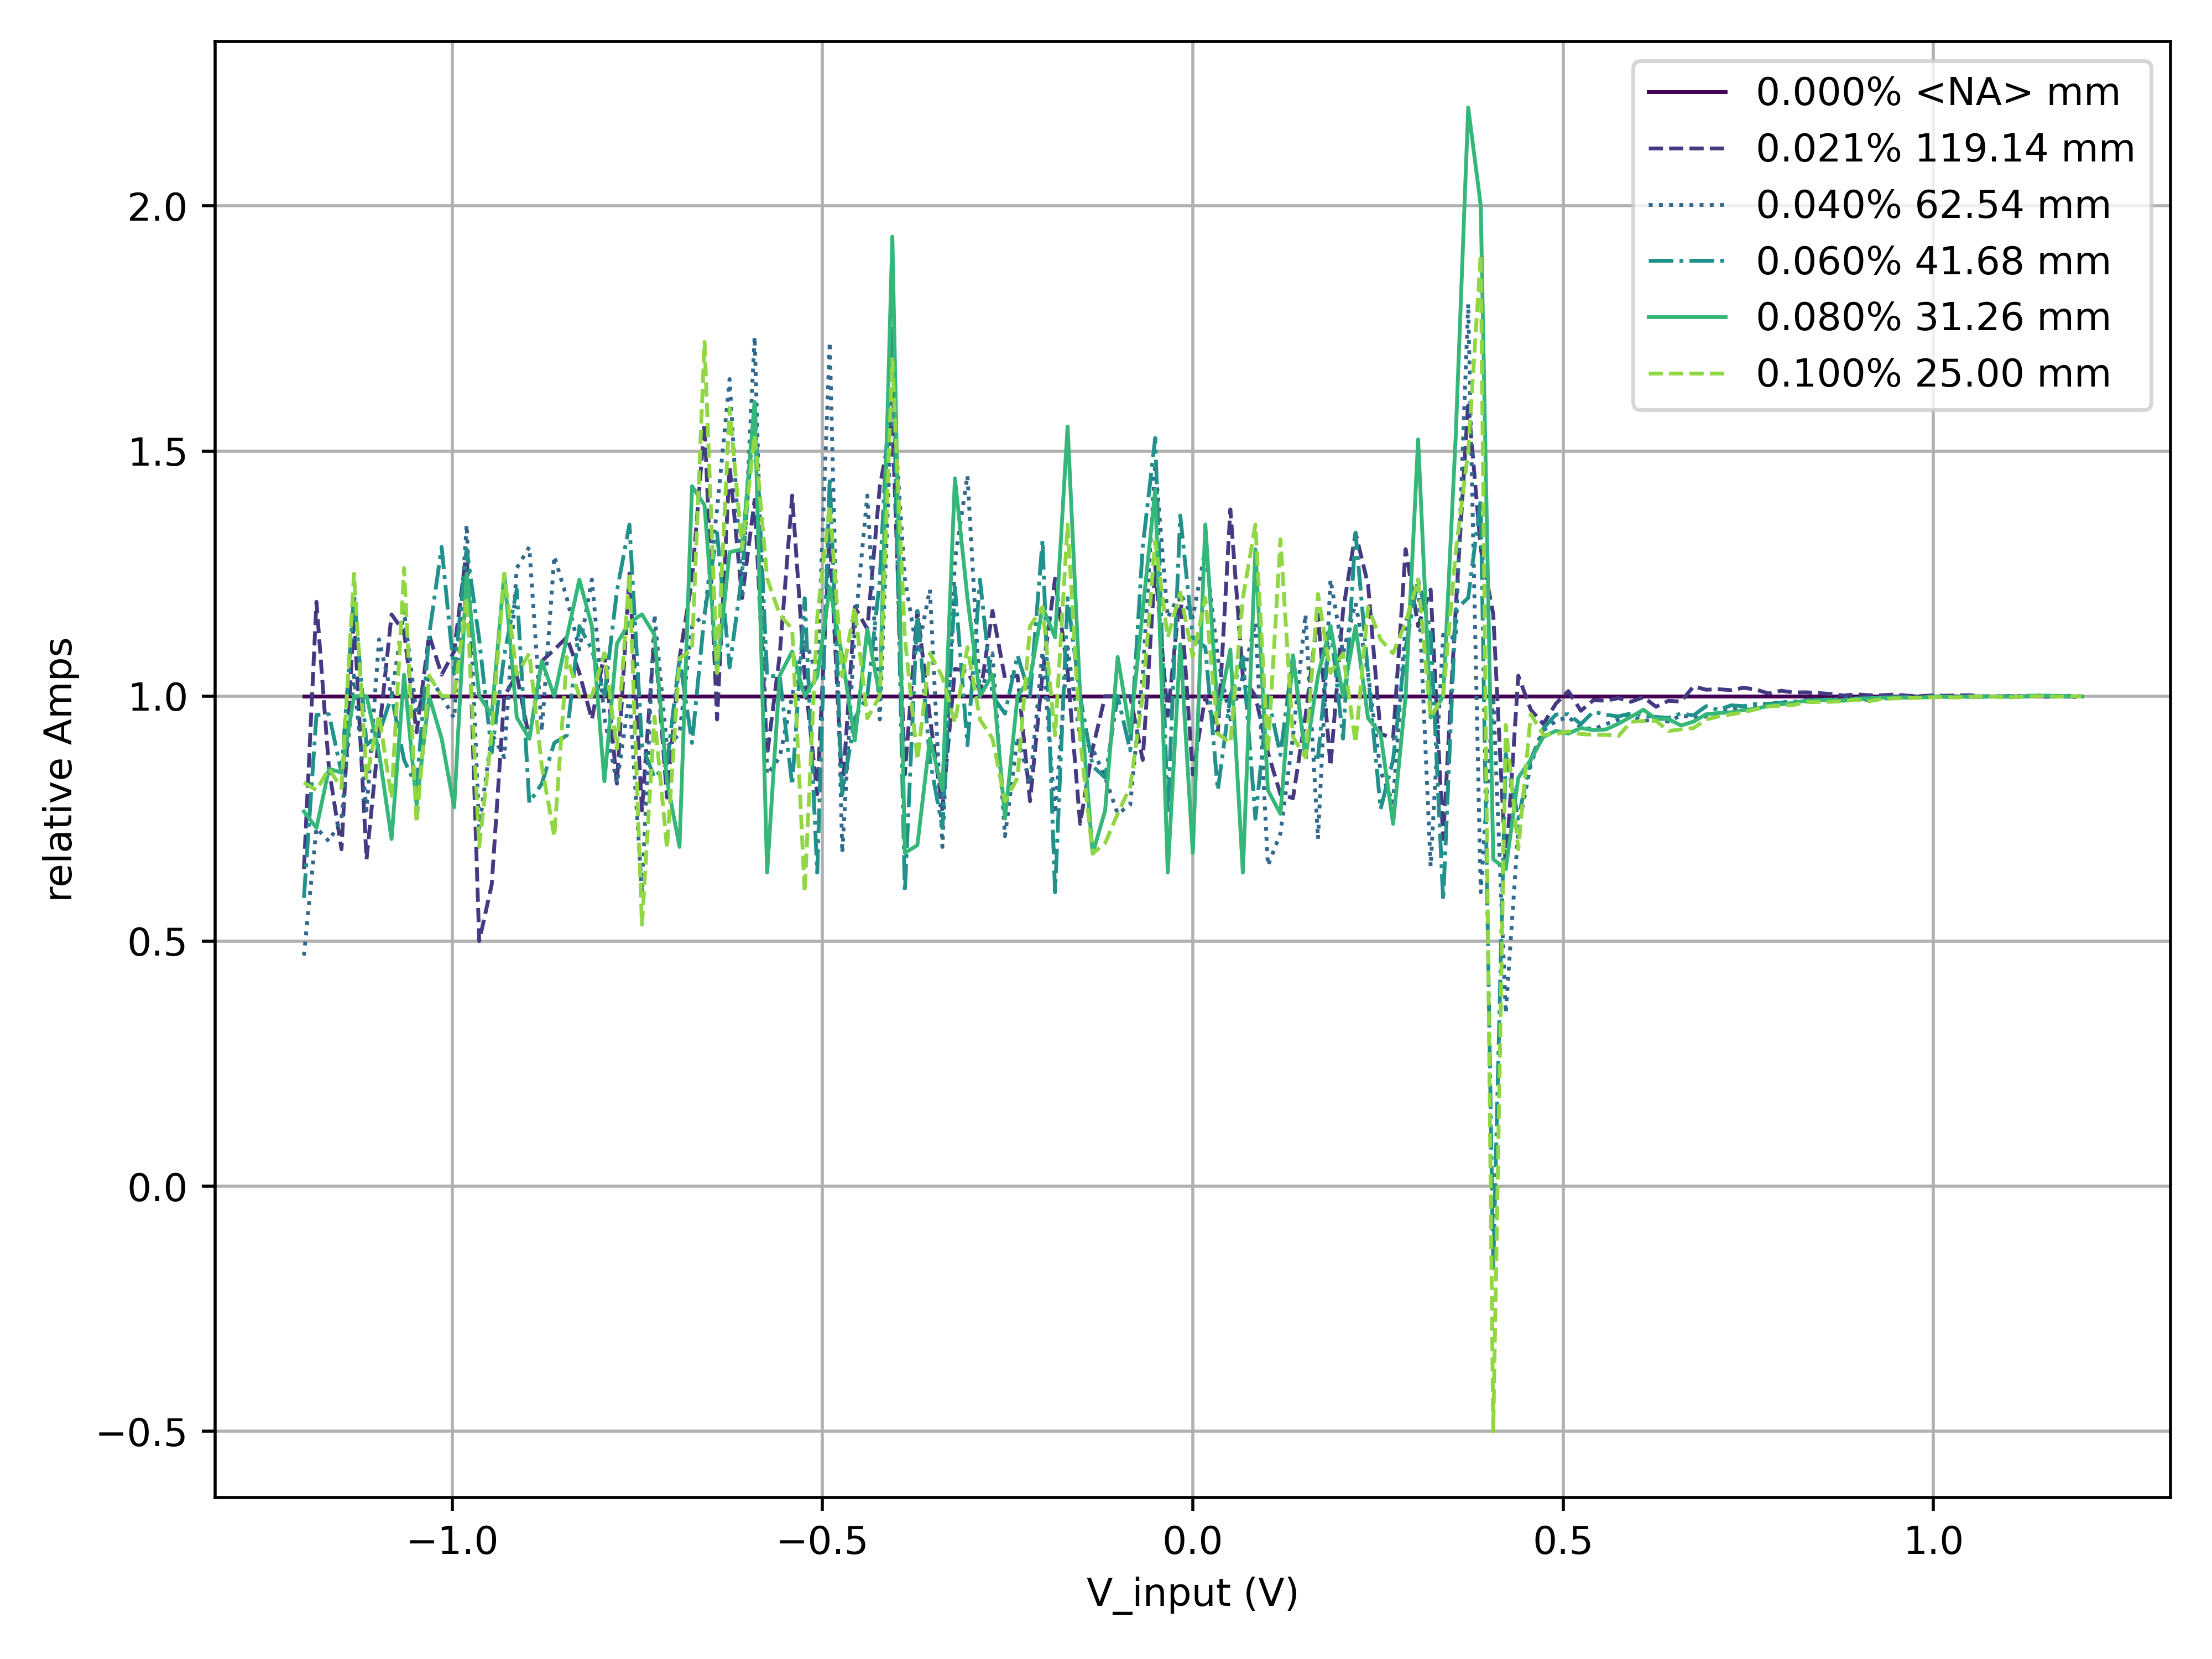 0.000% <NA> mm
0.021% 119.14 mm
0.040% 62.54 mm
0.060% 41.68 mm
0.080% 31.26 mm
0.100% 25.00 mm
2.0
1.5
1.0
0.5
0.0
−0.5
relative Amps
−1.0 −0.5 0.0 0.5 1.0
V_input (V)